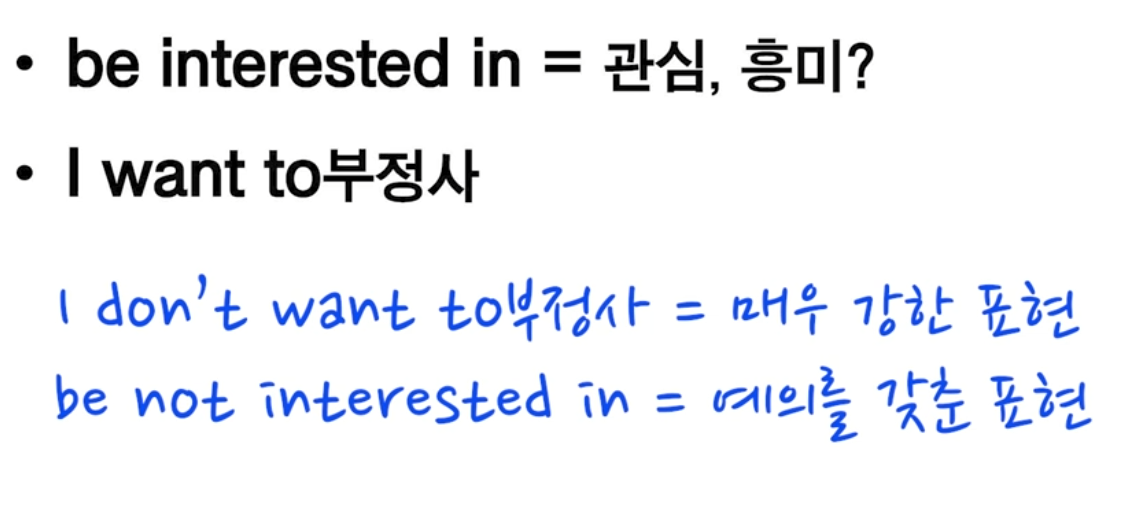 • be interested in = 관심, 흥미?
• I want to부정사
I don't want to부정사 = 매우 강한 표현
be not interested in = 예의를 갖춘 표현